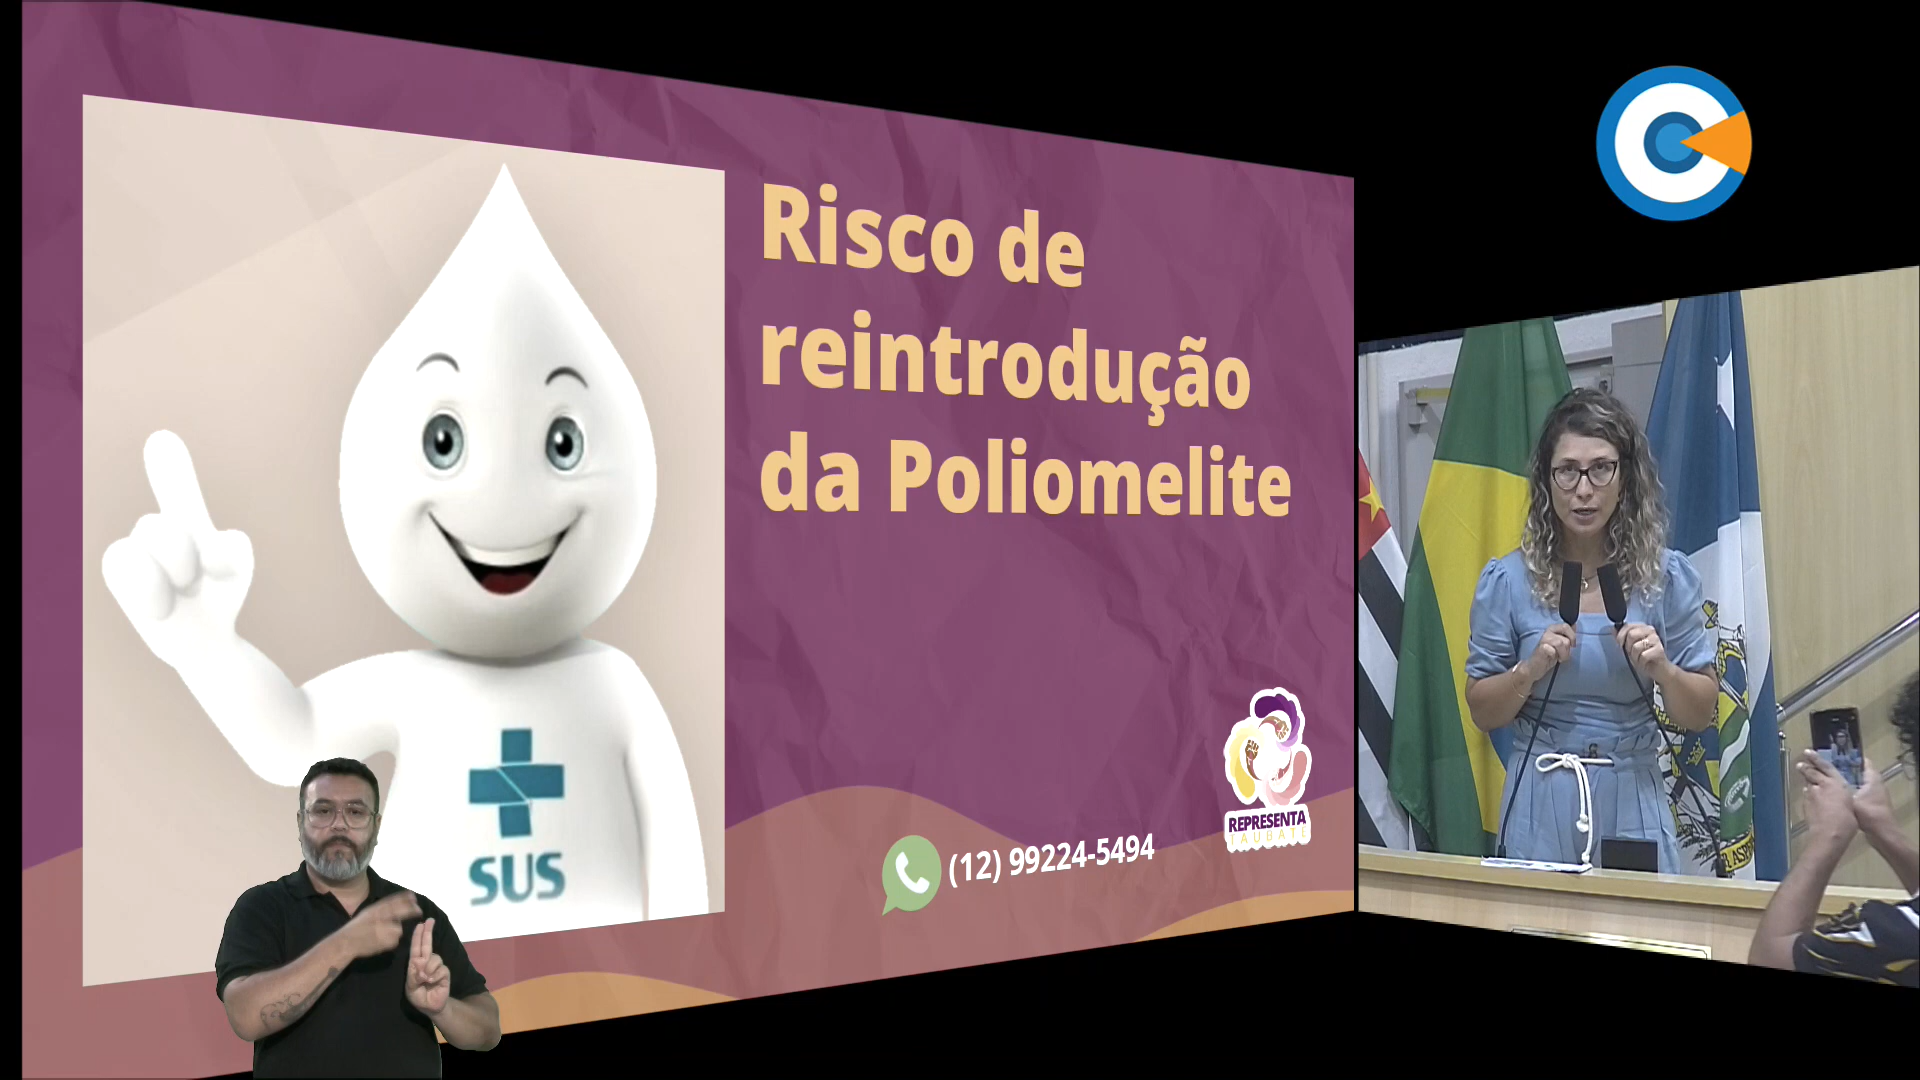 Risco de
reintrodução
da Poliomelite
SUS
(12) 99224-5494
REPRESENTA
TAUBATÉ